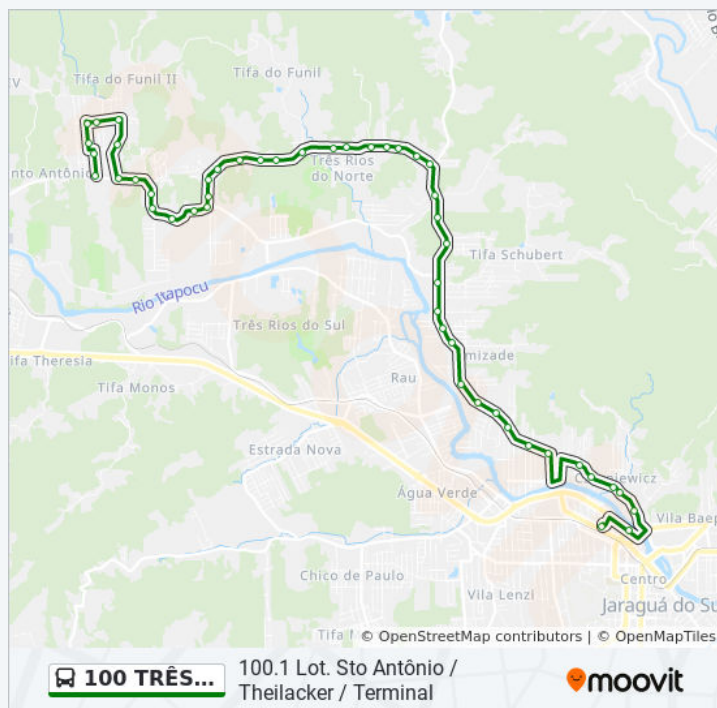 Tifa do Funil II
Tifa do Funil
Três Rios
do Norte
nto Antônio
Tifa Schubert
Rio Itapocu
Três Rios do Sul
mizade
ifa Theresia
Rau
Tifa Monos
Estrada Nova
Água Verde
Vila Baep
Chico de Paulo
Centro
Vila Lenzi
Jaraguá do Su
Tifa M
© OpenStreetMap contributors | © OpenMapTiles
100 TRÊS...
100.1 Lot. Sto Antônio /
Theilacker / Terminal
moovit